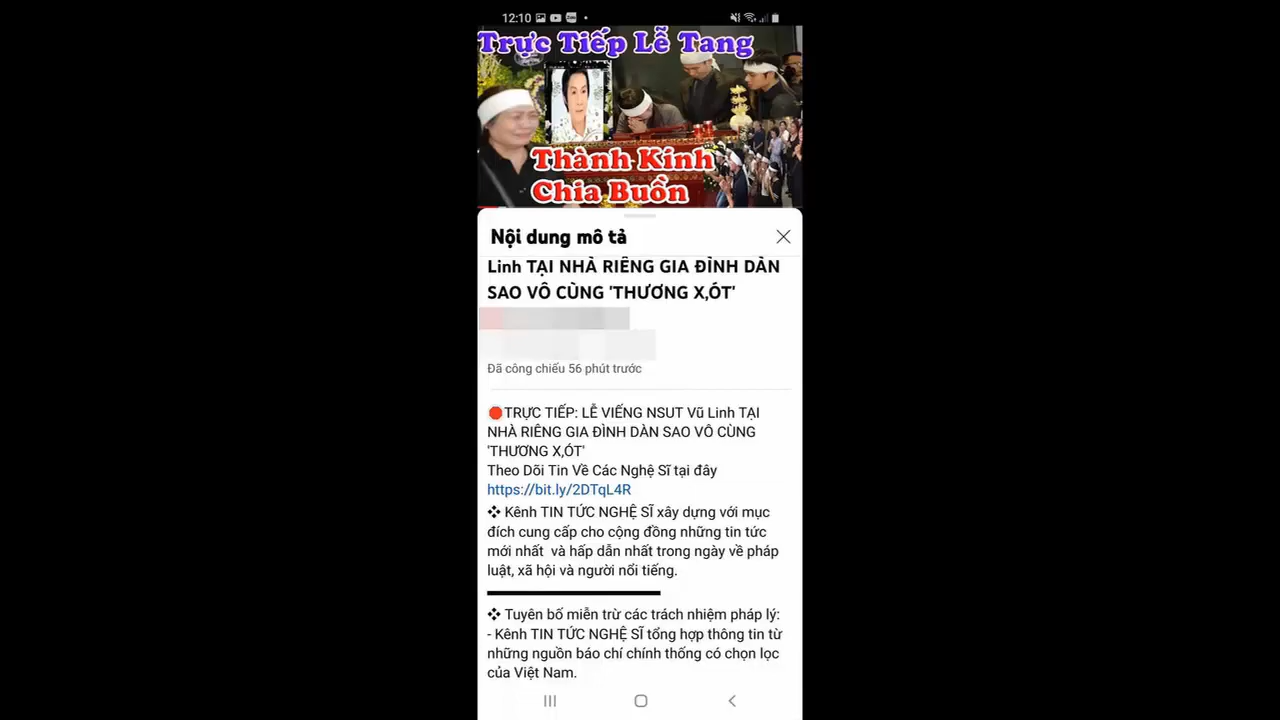 12:10
Trực Tiếp Lễ Tang
Thành Kính
Chia Buồn
Nội dung mô tả
Linh TẠI NHÀ RIÊNG GIA ĐÌNH DÀN
SAO VÔ CÙNG 'THƯƠNG X,ÓT'
Đã công chiếu 56 phút trước
TRỰC TIẾP: LỄ VIẾNG NSUT Vũ Linh TẠI
NHÀ RIÊNG GIA ĐÌNH DÀN SAO VÔ CÙNG
'THƯƠNG X,ÓT'
Theo Dõi Tin Về Các Nghệ Sĩ tại đây
https://bit.ly/2DTqL4R
❖ Kênh TIN TỨC NGHỆ SĨ xây dựng với mục
đích cung cấp cho cộng đồng những tin tức
mới nhất và hấp dẫn nhất trong ngày về pháp
luật, xã hội và người nổi tiếng.
❖ Tuyên bố miễn trừ các trách nhiệm pháp lý:
- Kênh TIN TỨC NGHỆ SĨ tổng hợp thông tin từ
những nguồn báo chí chính thống có chọn lọc
của Việt Nam.